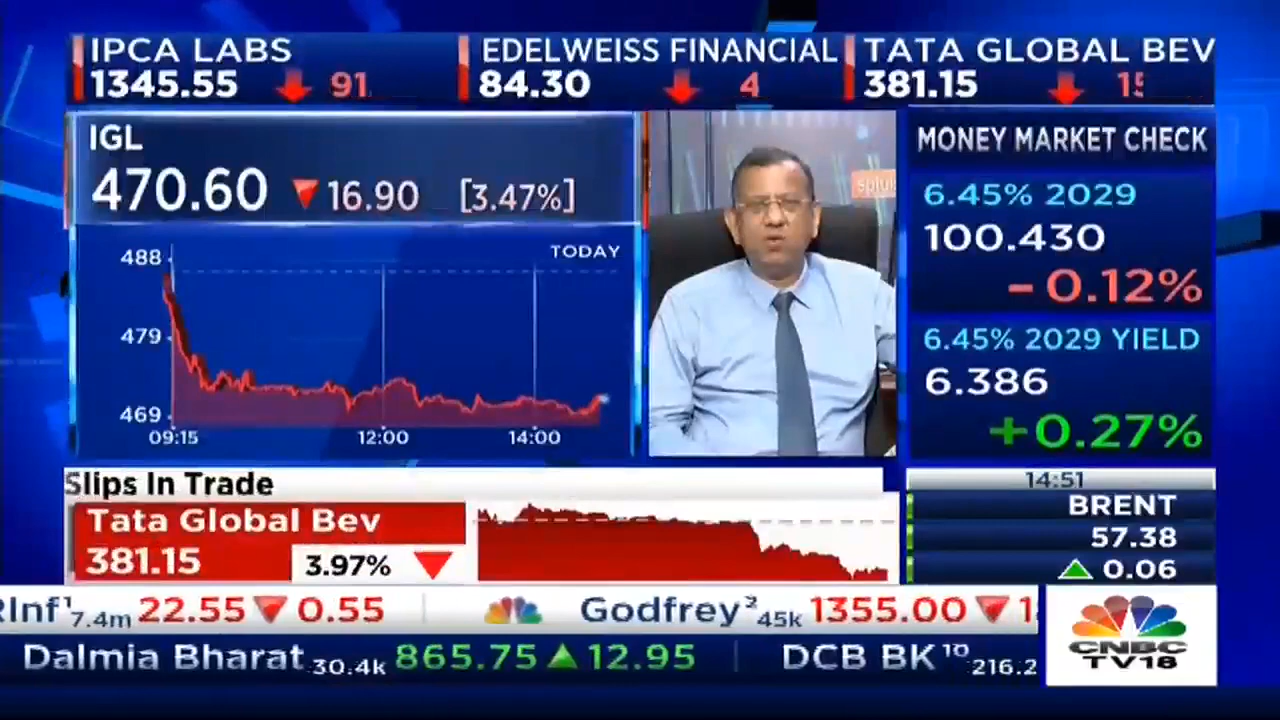 IPCA LABS
1345.55 91
EDELWEISS FINANCIAL
84.30 4
TATA GLOBAL BEV
381.15
IGL
470.60 ▼ 16.90 [3.47%]
TODAY
488
479
469
09:15 12:00 14:00
MONEY MARKET CHECK
6.45% 2029
100.430
-0.12%
6.45% 2029 YIELD
6.386
+0.27%
Slips In Trade
Tata Global Bev
381.15 3.97% ▼
14:51
BRENT
57.38
▲ 0.06
RInf¹ 7.4m 22.55 ▼ 0.55 Godfrey² 45k 1355.00 ▼
Dalmia Bharat 30.4k 865.75 ▲ 12.95 DCB BK¹⁰ 216.2
CNBC
TV18